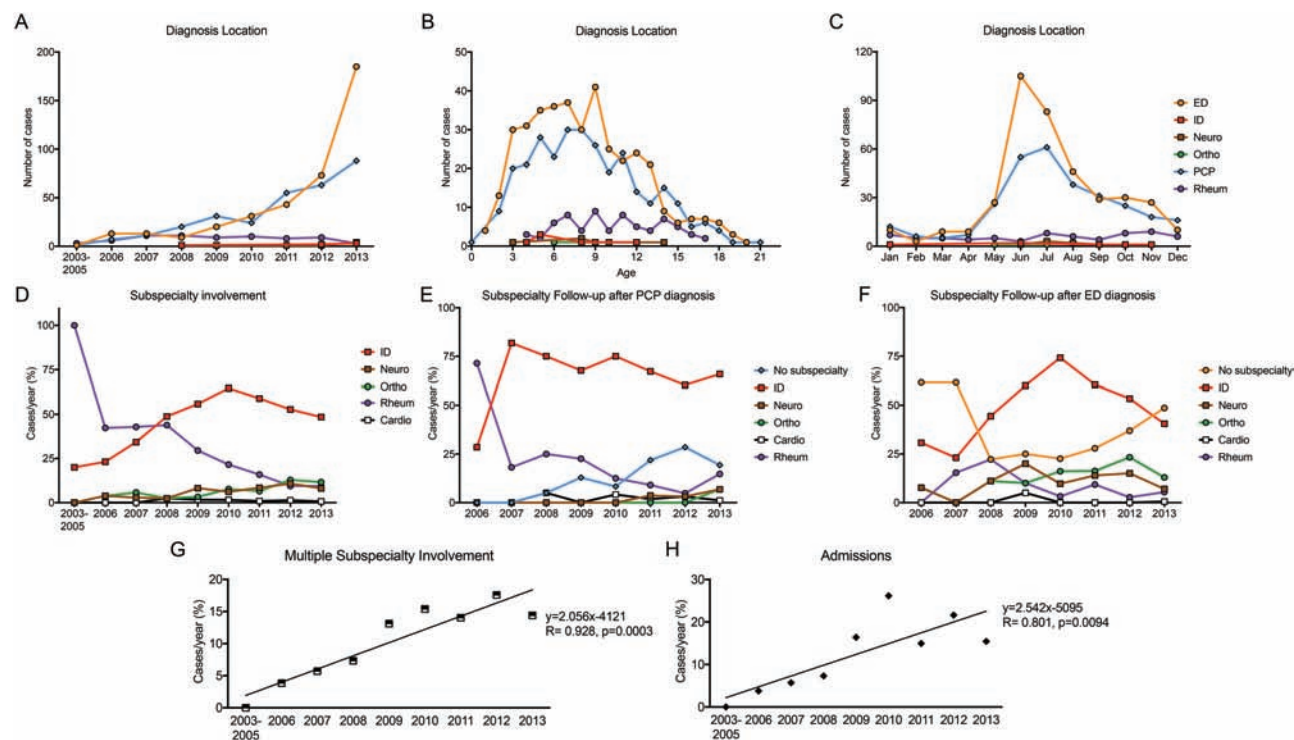 A
Diagnosis Location
Number of cases
200
150
100
50
0
2003-
2005
2006 2007 2008 2009 2010 2011 2012 2013
B
Diagnosis Location
Number of cases
50
40
30
20
10
0
0 3 6 9 12 15 18 21
Age
C
Diagnosis Location
Number of cases
120
90
60
30
0
Jan Feb Mar Apr May Jun Jul Aug Sep Oct Nov Dec
ED
ID
Neuro
Ortho
PCP
Rheum
D
Subspecialty involvement
Cases/year (%)
100
75
50
25
0
2003-
2005
2006 2007 2008 2009 2010 2011 2012 2013
ID
Neuro
Ortho
Rheum
Cardio
E
Subspecialty Follow-up after PCP diagnosis
Cases/year (%)
100
75
50
25
0
2006 2007 2008 2009 2010 2011 2012 2013
No subspecialty
ID
Neuro
Ortho
Cardio
Rheum
F
Subspecialty Follow-up after ED diagnosis
Cases/year (%)
100
75
50
25
0
2006 2007 2008 2009 2010 2011 2012 2013
No subspecialty
ID
Neuro
Ortho
Cardio
Rheum
G
Multiple Subspecialty Involvement
Cases/year (%)
20
15
10
5
0
2003-
2005
2006 2007 2008 2009 2010 2011 2012 2013
y=2.056x-4121
R= 0.928, p=0.0003
H
Admissions
Cases/year (%)
30
20
10
0
2003-
2005
2006 2007 2008 2009 2010 2011 2012 2013
y=2.542x-5095
R= 0.801, p=0.0094